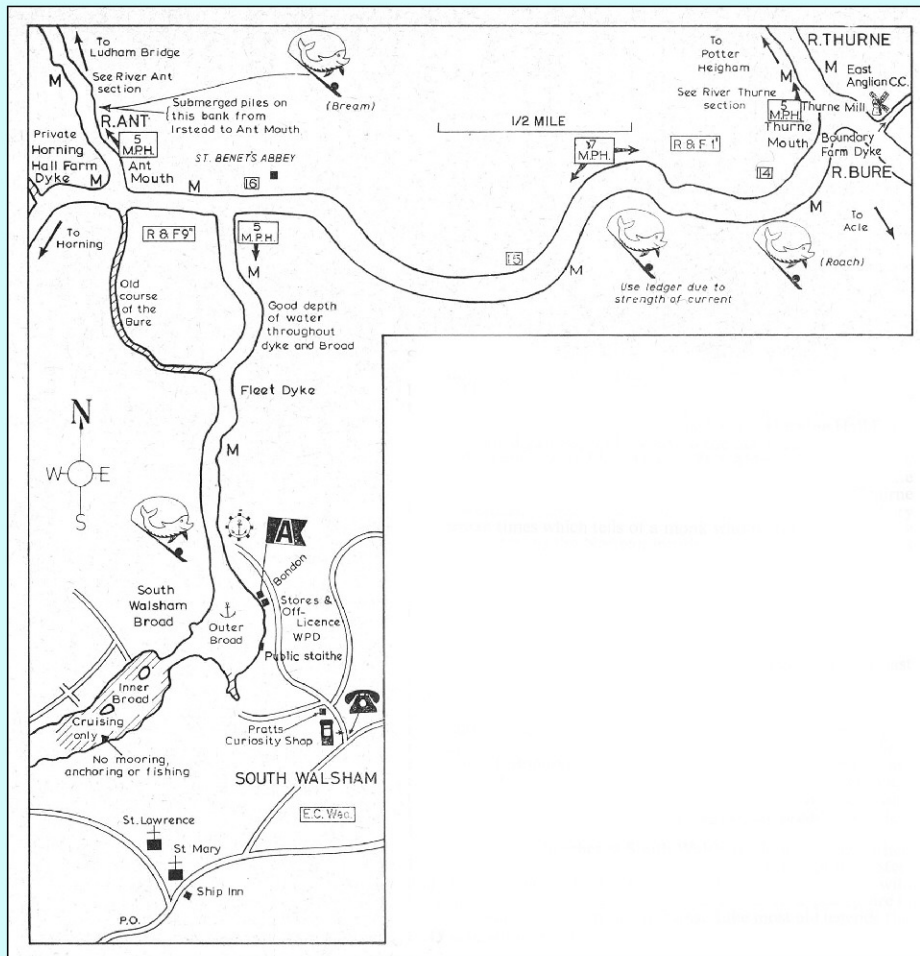 To
Ludham Bridge
M
See River Ant
section
Submerged piles on
this bank from
Irstead to Ant Mouth
(Bream)
R.ANT
5
M.P.H.
Ant
Mouth
Private
Horning
Hall Farm
Dyke
M
ST. BENET'S ABBEY
M
16
To
Horning
R & F 9"
5
M.P.H.
M
Old
course
of the
Bure
Good depth
of water
throughout
dyke and Broad
Fleet Dyke
M
1/2 MILE
M.P.H.
R & F 1'
14
15
M
Use ledger due to
strength of current
(Roach)
M
To
Potter
Heigham
M
See River Thurne
section
5
M.P.H.
Thurne
Mouth
R.THURNE
M
East
Anglian C.C.
Thurne Mill
Boundary
Farm Dyke
R.BURE
To
Acle
N
W
E
S
A
Bondon
Stores &
Off-
Licence
WPD
Public staithe
South
Walsham
Broad
Outer
Broad
Inner
Broad
Cruising
only
No mooring,
anchoring or fishing
Pratts
Curiosity Shop
SOUTH WALSHAM
E.C. Wed.
St. Lawrence
St Mary
Ship Inn
P.O.